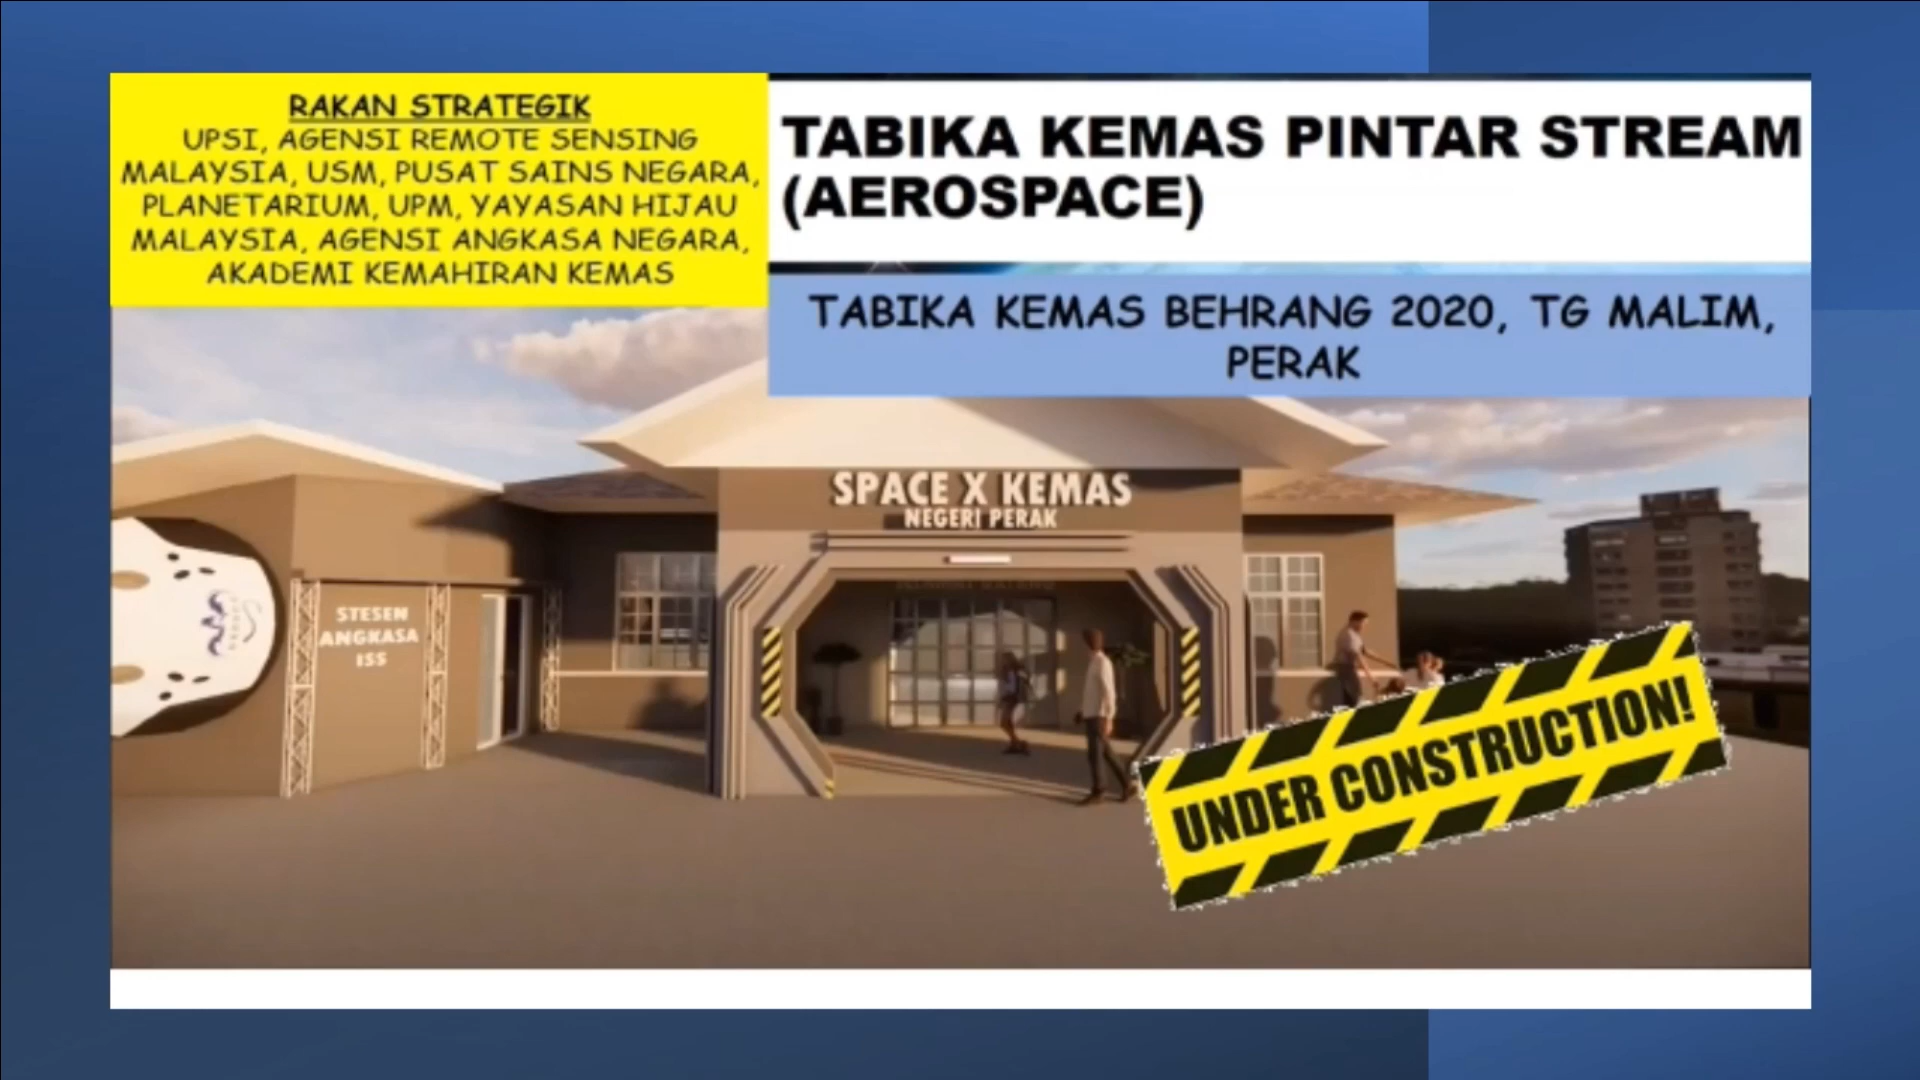 RAKAN STRATEGIK
UPSI, AGENSI REMOTE SENSING
MALAYSIA, USM, PUSAT SAINS NEGARA,
PLANETARIUM, UPM, YAYASAN HIJAU
MALAYSIA, AGENSI ANGKASA NEGARA,
AKADEMI KEMAHIRAN KEMAS
TABIKA KEMAS PINTAR STREAM
(AEROSPACE)
TABIKA KEMAS BEHRANG 2020, TG MALIM,
PERAK
SPACE X KEMAS
NEGERI PERAK
STESEN
ANGKASA
ISS
UNDER CONSTRUCTION!